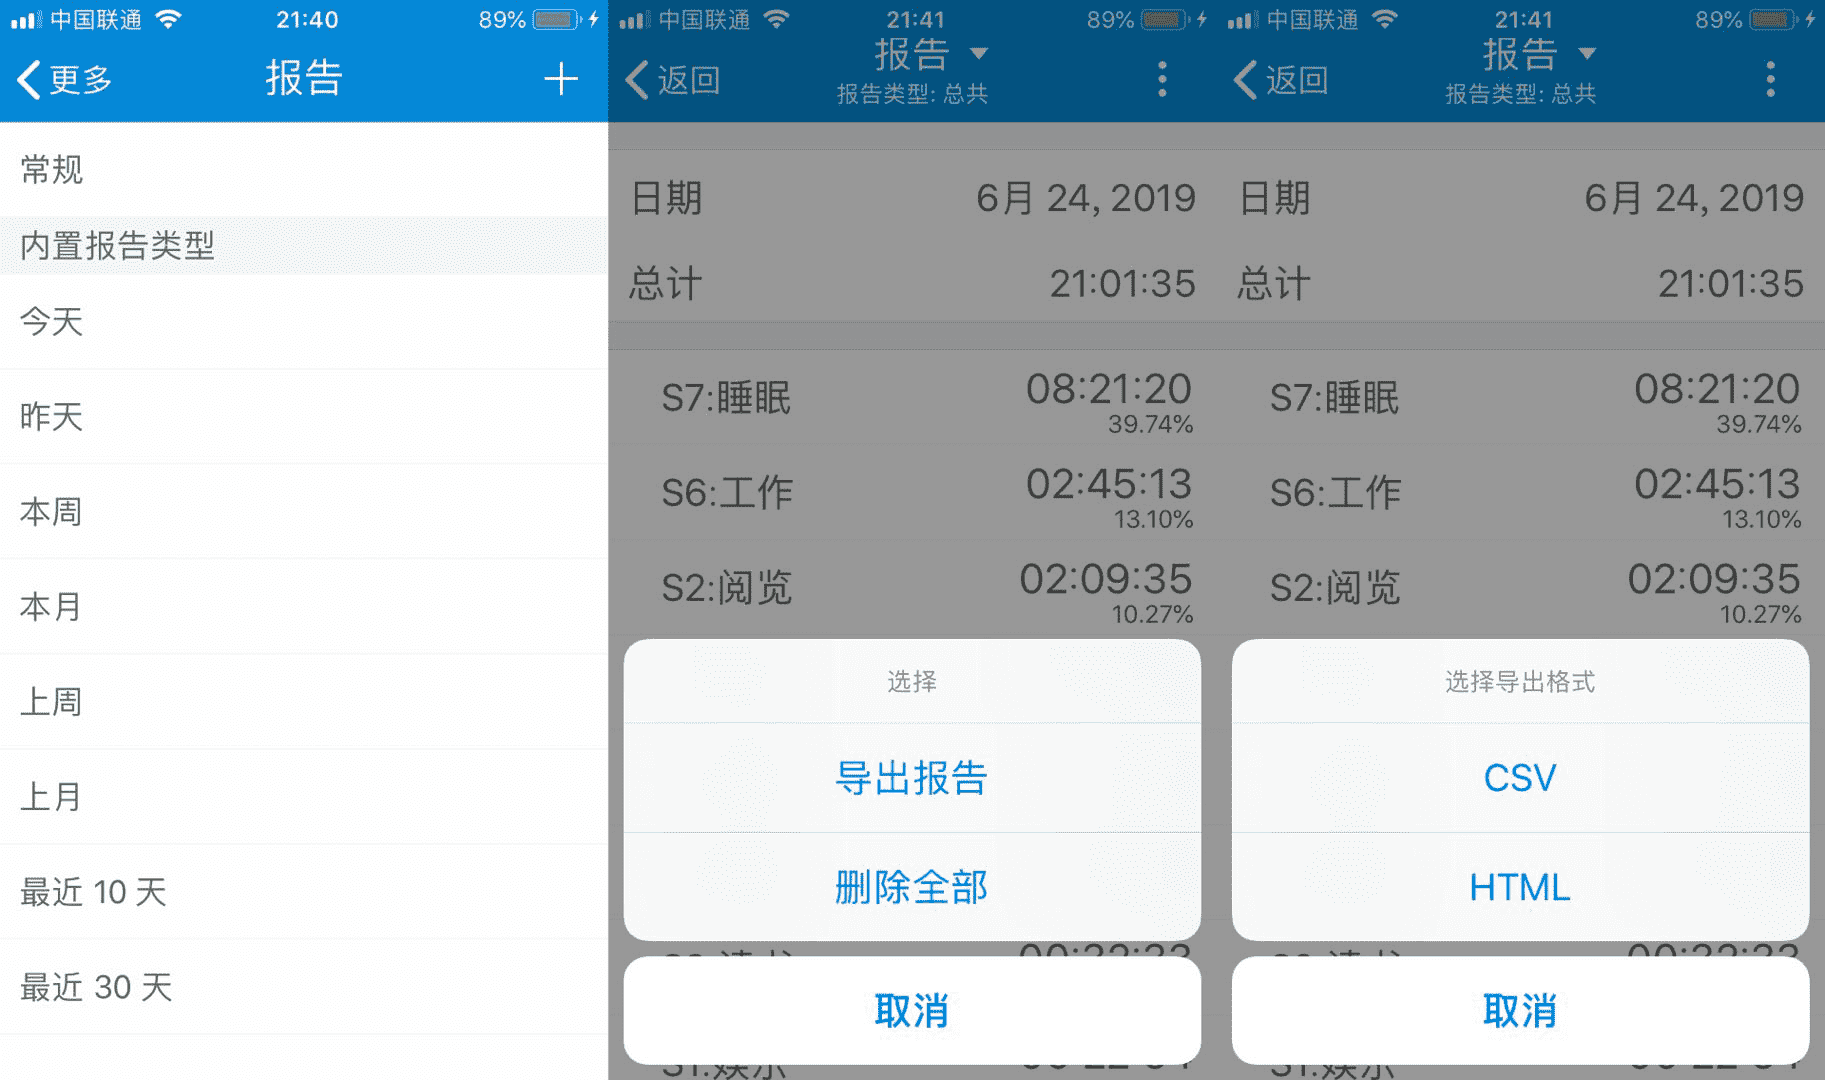 中国联通 21:40 89%
更多 报告
常规
内置报告类型
今天
昨天
本周
本月
上周
上月
最近 10 天
最近 30 天
中国联通 21:41 89%
返回 报告
报告类型: 总共
日期 6月 24, 2019
总计 21:01:35
S7:睡眠 08:21:20
39.74%
S6:工作 02:45:13
13.10%
S2:阅览 02:09:35
10.27%
选择
导出报告
删除全部
取消
中国联通 21:41 89%
返回 报告
报告类型: 总共
日期 6月 24, 2019
总计 21:01:35
S7:睡眠 08:21:20
39.74%
S6:工作 02:45:13
13.10%
S2:阅览 02:09:35
10.27%
选择导出格式
CSV
HTML
取消